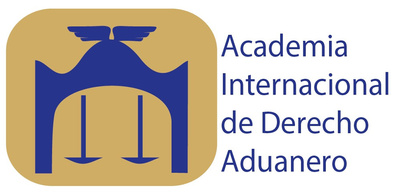 Academia
Internacional
de Derecho
Aduanero